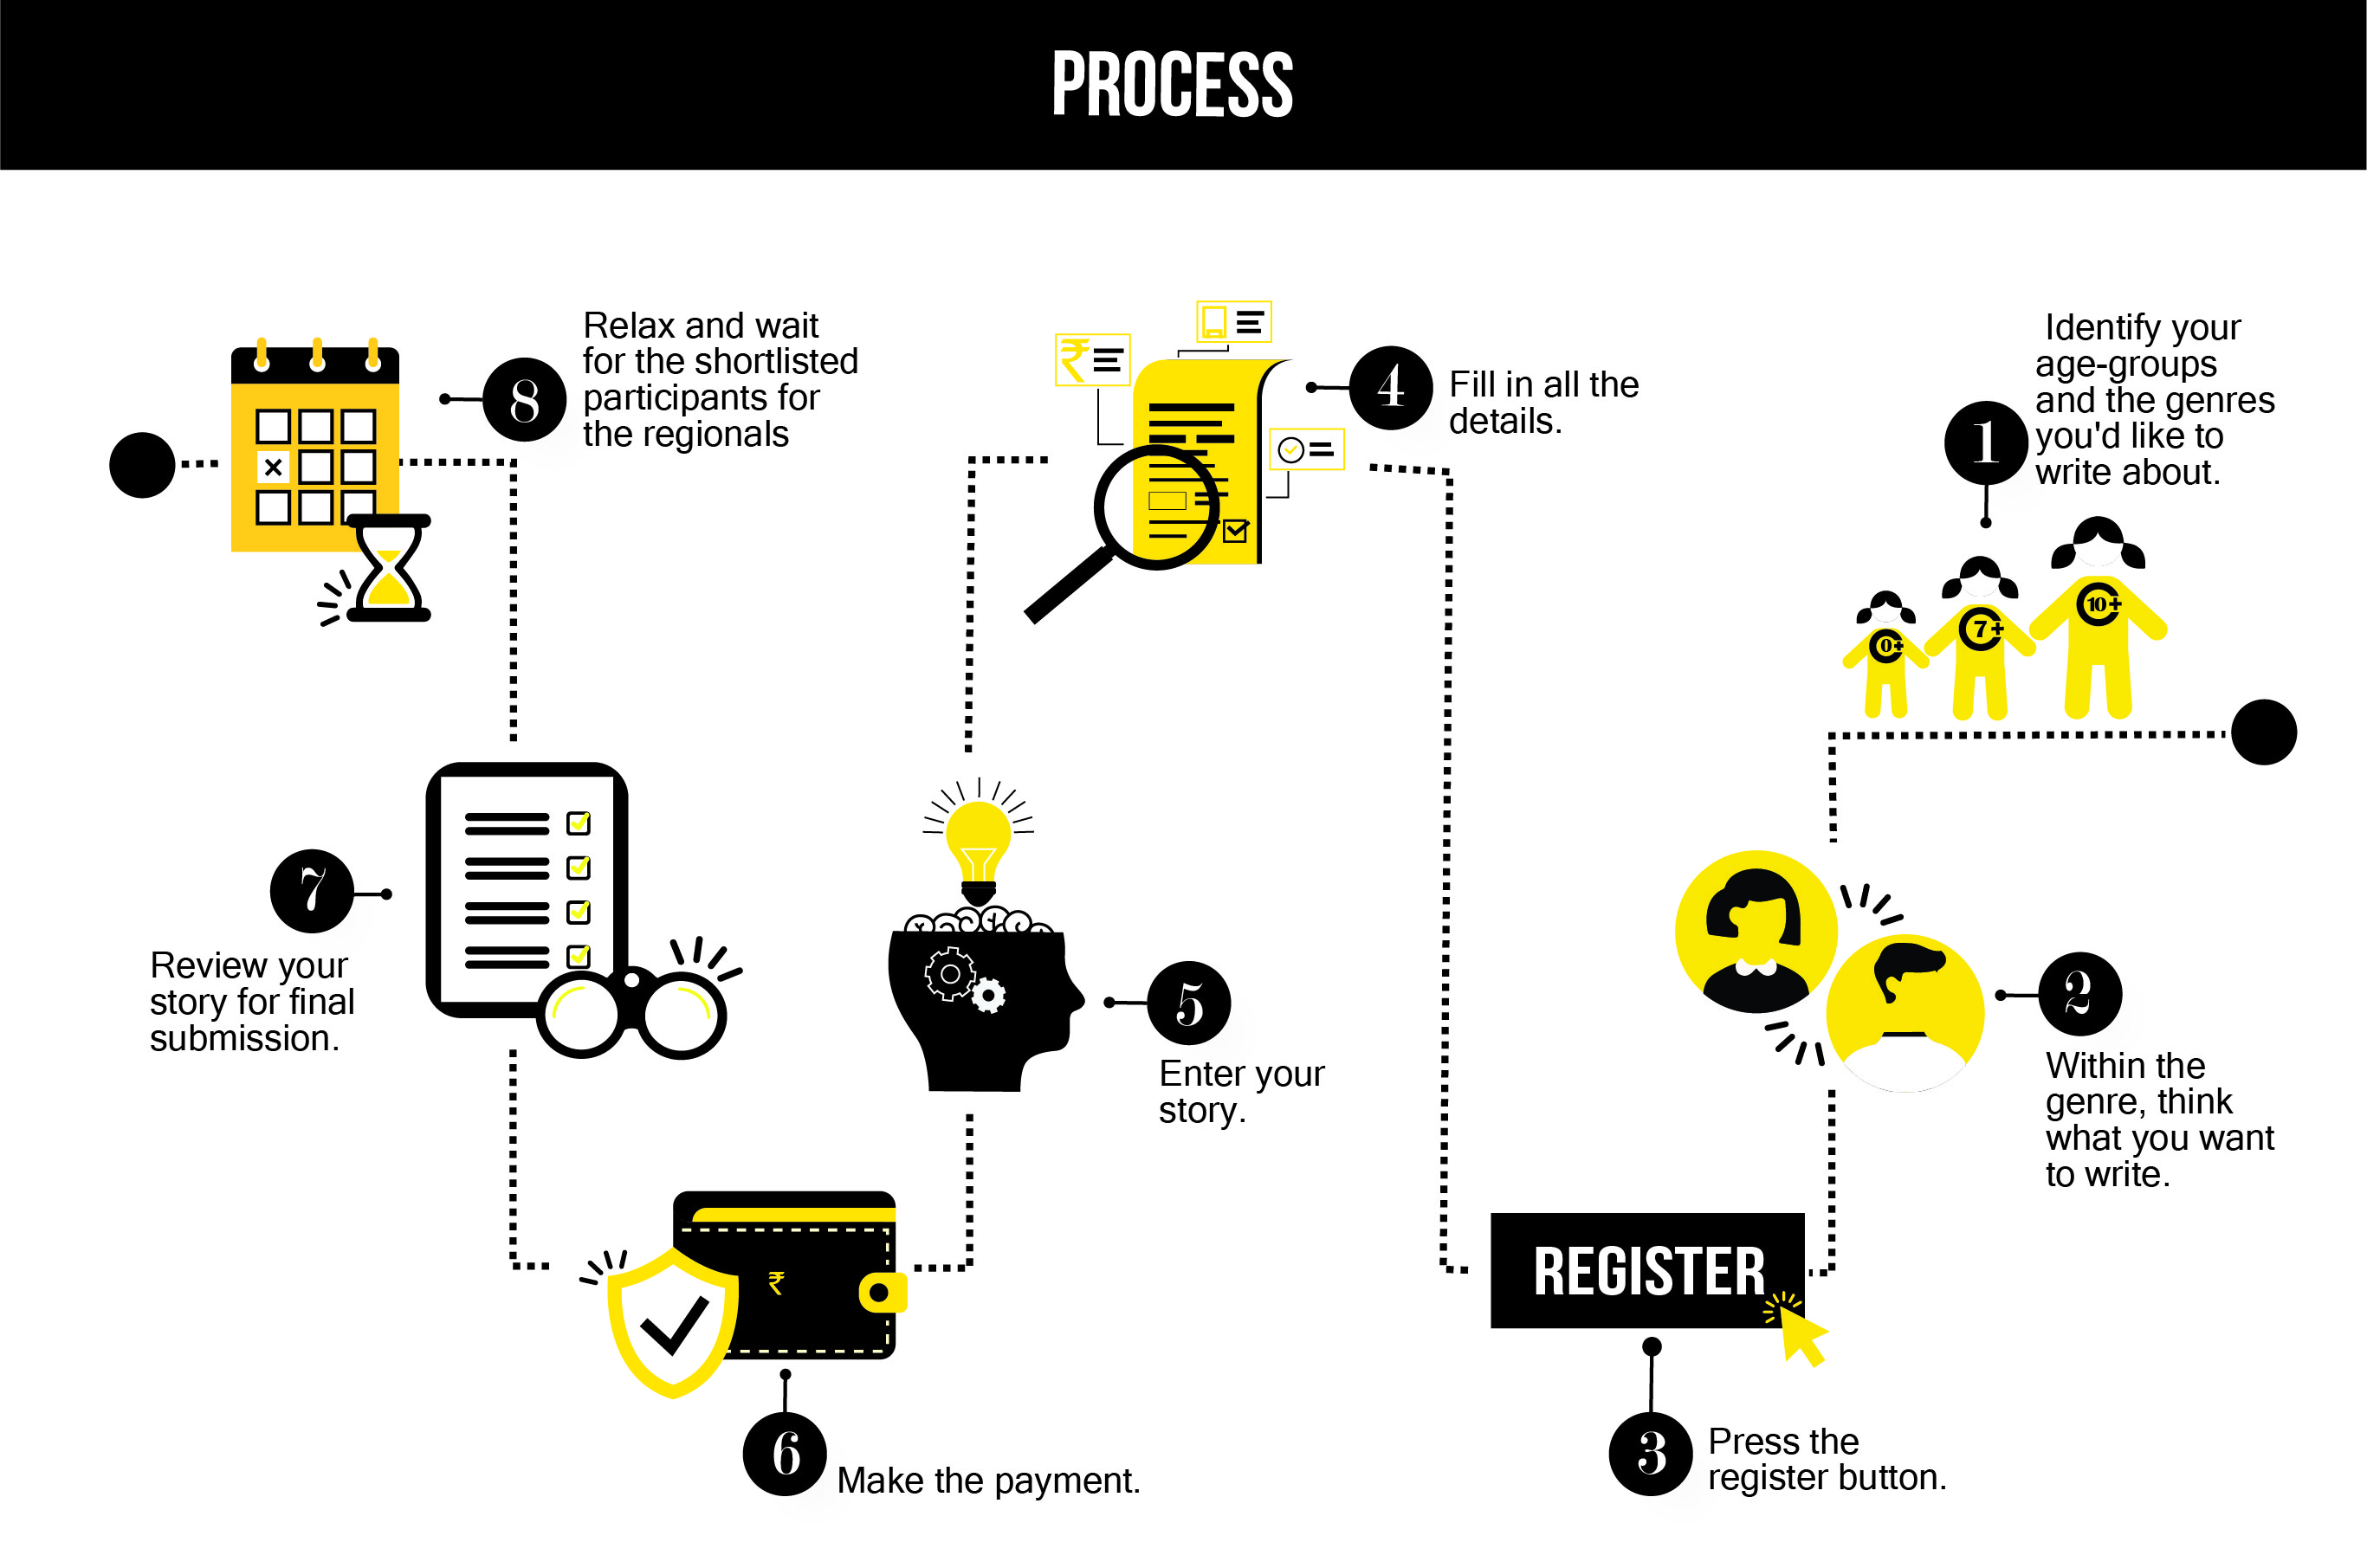 PROCESS
1
Identify your
age-groups
and the genres
you'd like to
write about.
0+
7+
10+
2
Within the
genre, think
what you want
to write.
REGISTER
3
Press the
register button.
4
Fill in all the
details.
₹
5
Enter your
story.
₹
6
Make the payment.
7
Review your
story for final
submission.
8
Relax and wait
for the shortlisted
participants for
the regionals